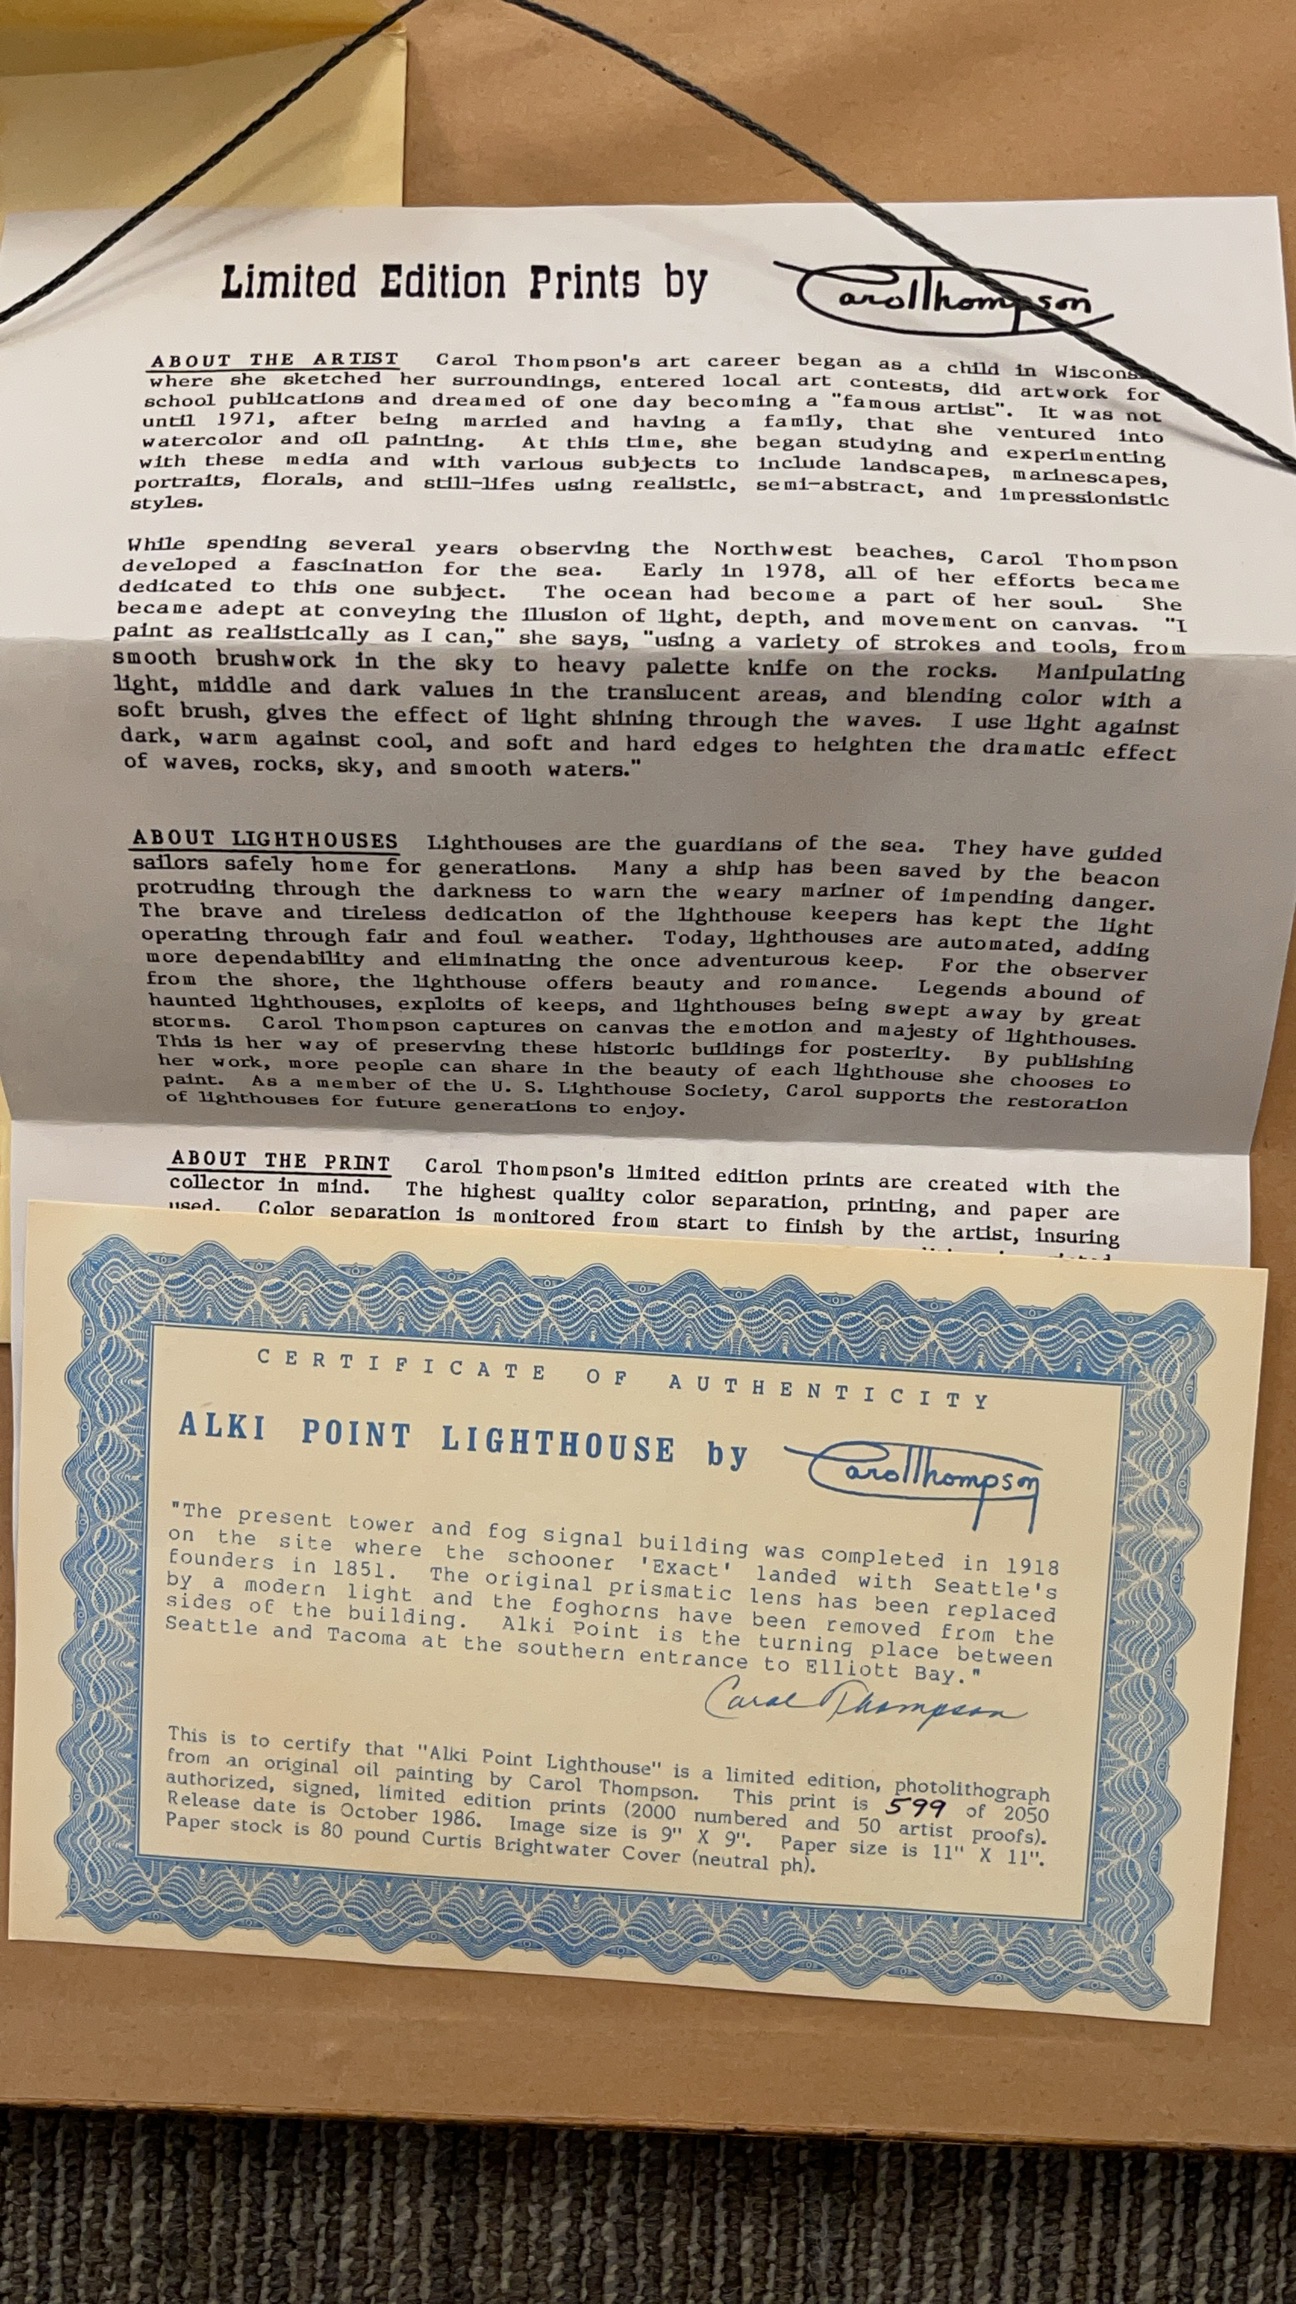 Limited Edition Prints by Carol Thompson
ABOUT THE ARTIST Carol Thompson's art career began as a child in
where she sketched her surroundings, entered local art contests, did artwork for
school publications and dreamed of one day becoming a "famous artist". It was not
until 1971, after being married and having a family, that she ventured into
watercolor and oil painting. At this time, she began studying and experimenting
with these media and with various subjects to include landscapes, marinescapes,
portraits, florals, and still-lifes using realistic, semi-abstract, and impressionistic
styles.
While spending several years observing the Northwest beaches, Carol Thompson
developed a fascination for the sea. Early in 1978, all of her efforts became
dedicated to this one subject. The ocean had become a part of her soul. She
became adept at conveying the illusion of light, depth, and movement on canvas. "I
paint as realistically as I can," she says, "using a variety of strokes and tools, from
smooth brushwork in the sky to heavy palette knife on the rocks. Manipulating
light, middle and dark values in the translucent areas, and blending color with a
soft brush, gives the effect of light shining through the waves. I use light against
dark, warm against cool, and soft and hard edges to heighten the dramatic effect
of waves, rocks, sky, and smooth waters."
ABOUT LIGHTHOUSES Lighthouses are the guardians of the sea. They have guided
sailors safely home for generations. Many a ship has been saved by the beacon
protruding through the darkness to warn the weary mariner of impending danger.
The brave and tireless dedication of the lighthouse keepers has kept the light
operating through fair and foul weather. Today, lighthouses are automated, adding
more dependability and eliminating the once adventurous keep. For the observer
from the shore, the lighthouse offers beauty and romance. Legends abound of
haunted lighthouses, exploits of keeps, and lighthouses being swept away by great
storms. Carol Thompson captures on canvas the emotion and majesty of lighthouses.
This is her way of preserving these historic buildings for posterity. By publishing
her work, more people can share in the beauty of each lighthouse she chooses to
paint. As a member of the U. S. Lighthouse Society, Carol supports the restoration
of lighthouses for future generations to enjoy.
ABOUT THE PRINT Carol Thompson's limited edition prints are created with the
collector in mind. The highest quality color separation, printing, and paper are
used. Color separation is monitored from start to finish by the artist, insuring
CERTIFICATE OF AUTHENTICITY
ALKI POINT LIGHTHOUSE by Carol Thompson
"The present tower and fog signal building was completed in 1918
on the site where the schooner 'Exact' landed with Seattle's
founders in 1851. The original prismatic lens has been replaced
by a modern light and the foghorns have been removed from the
sides of the building. Alki Point is the turning place between
Seattle and Tacoma at the southern entrance to Elliott Bay."
Carol Thompson
This is to certify that "Alki Point Lighthouse" is a limited edition, photolithograph
from an original oil painting by Carol Thompson. This print is 599 of 2050
authorized, signed, limited edition prints (2000 numbered and 50 artist proofs).
Release date is October 1986. Image size is 9" X 9". Paper size is 11" X 11".
Paper stock is 80 pound Curtis Brightwater Cover (neutral ph).